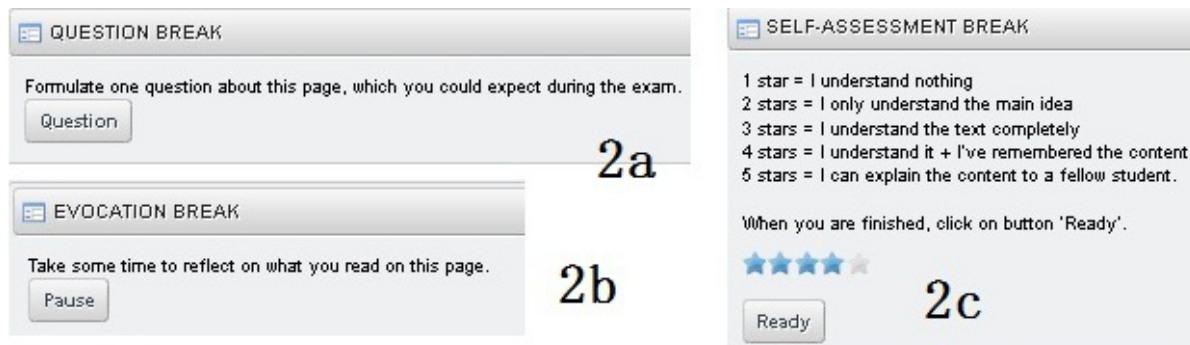 QUESTION BREAK
Formulate one question about this page, which you could expect during the exam.
Question
2a
EVOCATION BREAK
Take some time to reflect on what you read on this page.
Pause
2b
SELF-ASSESSMENT BREAK
1 star = I understand nothing
2 stars = I only understand the main idea
3 stars = I understand the text completely
4 stars = I understand it + I've remembered the content
5 stars = I can explain the content to a fellow student.
When you are finished, click on button 'Ready'.
2c
Ready